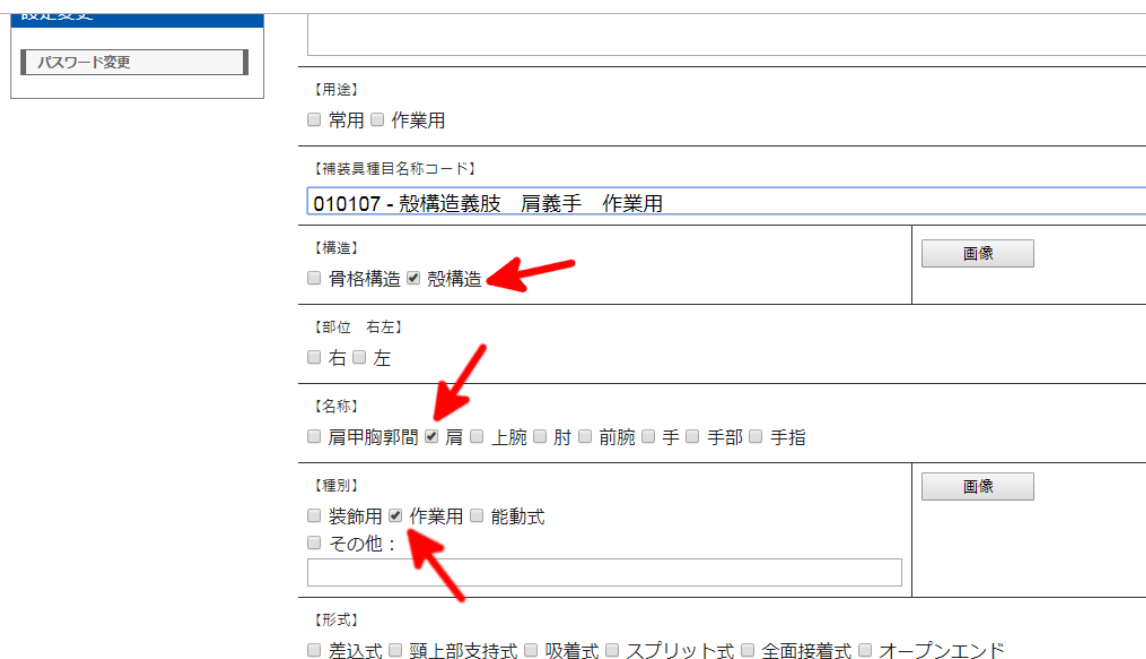 設定変更
パスワード変更
【用途】
常用 作業用
【補装具種目名称コード】
010107 - 殻構造義肢　肩義手　作業用
【構造】
画像
骨格構造 殻構造
【部位　右左】
右 左
【名称】
肩甲胸郭間 肩 上腕 肘 前腕 手 手部 手指
【種別】
画像
装飾用 作業用 能動式
その他：
【形式】
差込式 顆上部支持式 吸着式 スプリット式 全面接着式 オープンエンド